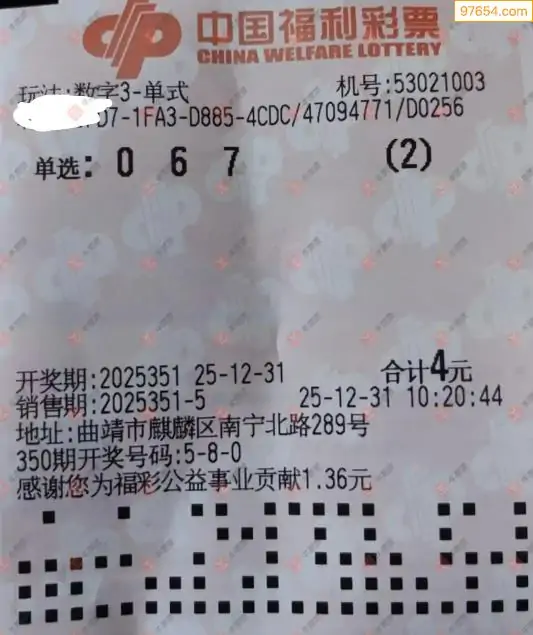 97654.com
中国福利彩票
CHINA WELFARE LOTTERY
玩法:数字3-单式 机号:53021003
D7-1FA3-D885-4CDC/47094771/D0256
单选: 0 6 7 (2)
开奖期:2025351 25-12-31 合计4元
销售期:2025351-5 25-12-31 10:20:44
地址:曲靖市麒麟区南宁北路289号
350期开奖号码:5-8-0
感谢您为福彩公益事业贡献1.36元